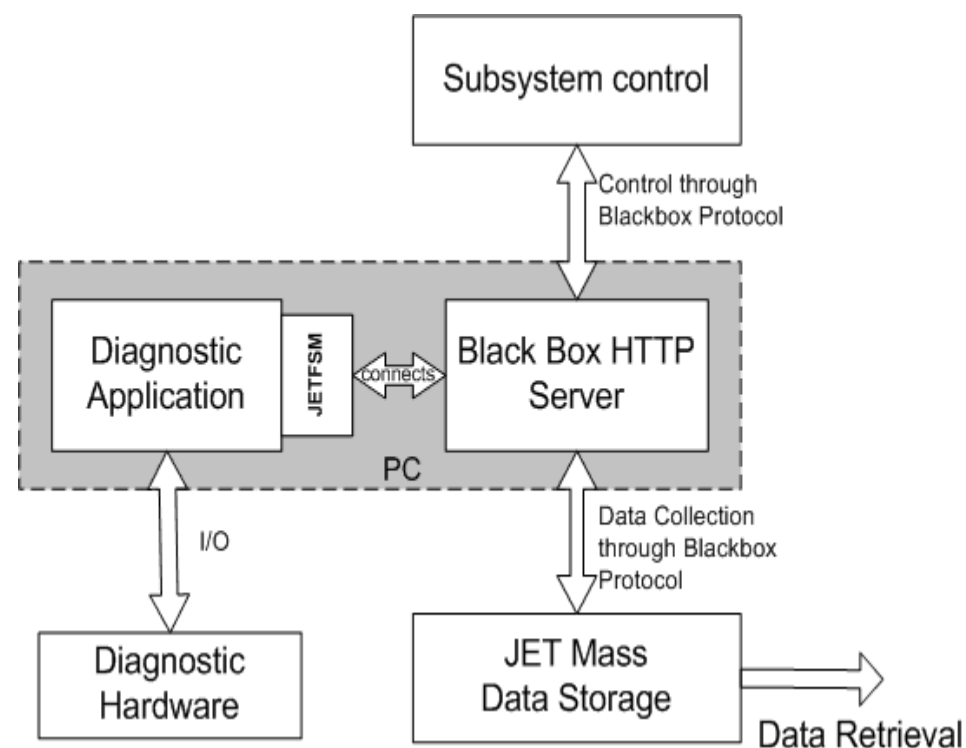 Subsystem control
Control through
Blackbox Protocol
Diagnostic
Application
JETFSM
connects
Black Box HTTP
Server
PC
I/O
Data Collection
through Blackbox
Protocol
Diagnostic
Hardware
JET Mass
Data Storage
Data Retrieval